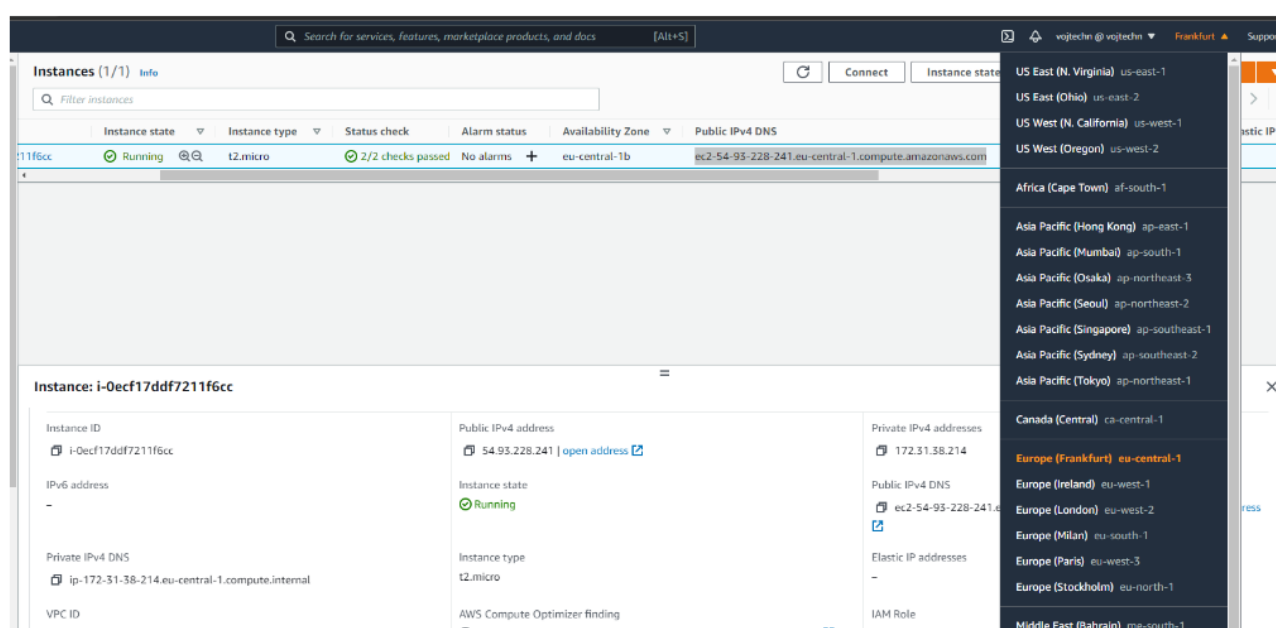 Search for services, features, marketplace products, and docs [Alt+S] vojtechn @ vojtechn ▼ Frankfurt ▲
Instances (1/1) Info
Connect Instance state
Filter instances
Instance state Instance type Status check Alarm status Availability Zone Public IPv4 DNS
211f6cc Running t2.micro 2/2 checks passed No alarms + eu-central-1b ec2-54-93-228-241.eu-central-1.compute.amazonaws.com
US East (N. Virginia) us-east-1
US East (Ohio) us-east-2
US West (N. California) us-west-1
US West (Oregon) us-west-2
Africa (Cape Town) af-south-1
Asia Pacific (Hong Kong) ap-east-1
Asia Pacific (Mumbai) ap-south-1
Asia Pacific (Osaka) ap-northeast-3
Asia Pacific (Seoul) ap-northeast-2
Asia Pacific (Singapore) ap-southeast-1
Asia Pacific (Sydney) ap-southeast-2
Asia Pacific (Tokyo) ap-northeast-1
Canada (Central) ca-central-1
Europe (Frankfurt) eu-central-1
Europe (Ireland) eu-west-1
Europe (London) eu-west-2
Europe (Milan) eu-south-1
Europe (Paris) eu-west-3
Europe (Stockholm) eu-north-1
Middle East (Bahrain) me-south-1
Instance: i-0ecf17ddf7211f6cc
Instance ID
i-0ecf17ddf7211f6cc
Public IPv4 address
54.93.228.241 | open address
Private IPv4 addresses
172.31.38.214
IPv6 address
–
Instance state
Running
Public IPv4 DNS
ec2-54-93-228-241.e
Private IPv4 DNS
ip-172-31-38-214.eu-central-1.compute.internal
Instance type
t2.micro
Elastic IP addresses
–
VPC ID
AWS Compute Optimizer finding
IAM Role